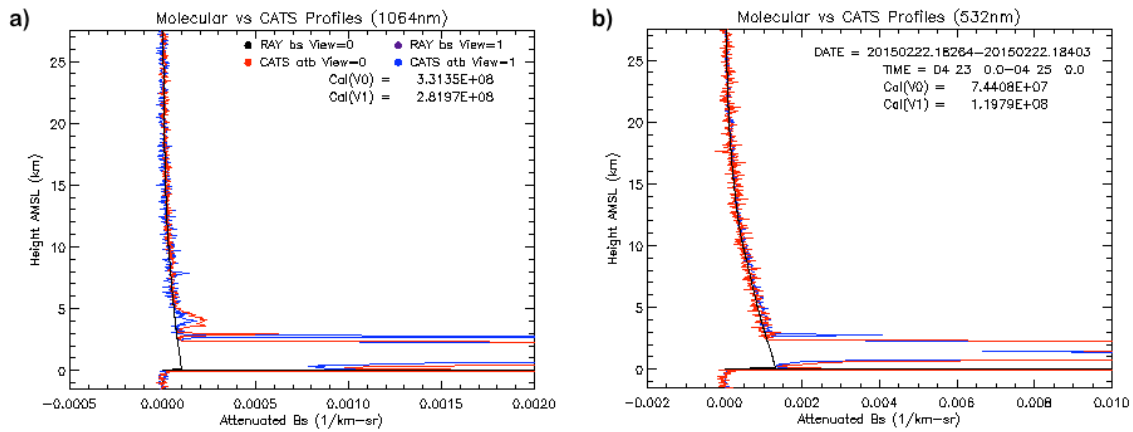 a)
Molecular vs CATS Profiles (1064nm)
RAY bs View=0
RAY bs View=1
CATS atb View-0
CATS atb View-1
Cal(V0) = 3.3135E+08
Cal(V1) = 2.8197E+08
25
20
15
10
5
0
Height AMSL (km)
-0.0005
0.0000
0.0005
0.0010
0.0015
0.0020
Attenuated Bs (1/km-sr)
b)
Molecular vs CATS Profiles (532nm)
DATE = 20150222.18264-20150222.18403
TIME = 04 23 0.0-04 25 0.0
Cal(V0) = 7.4408E+07
Cal(V1) = 1.1979E+08
25
20
15
10
5
0
Height AMSL (km)
-0.002
0.000
0.002
0.004
0.006
0.008
0.010
Attenuated Bs (1/km-sr)